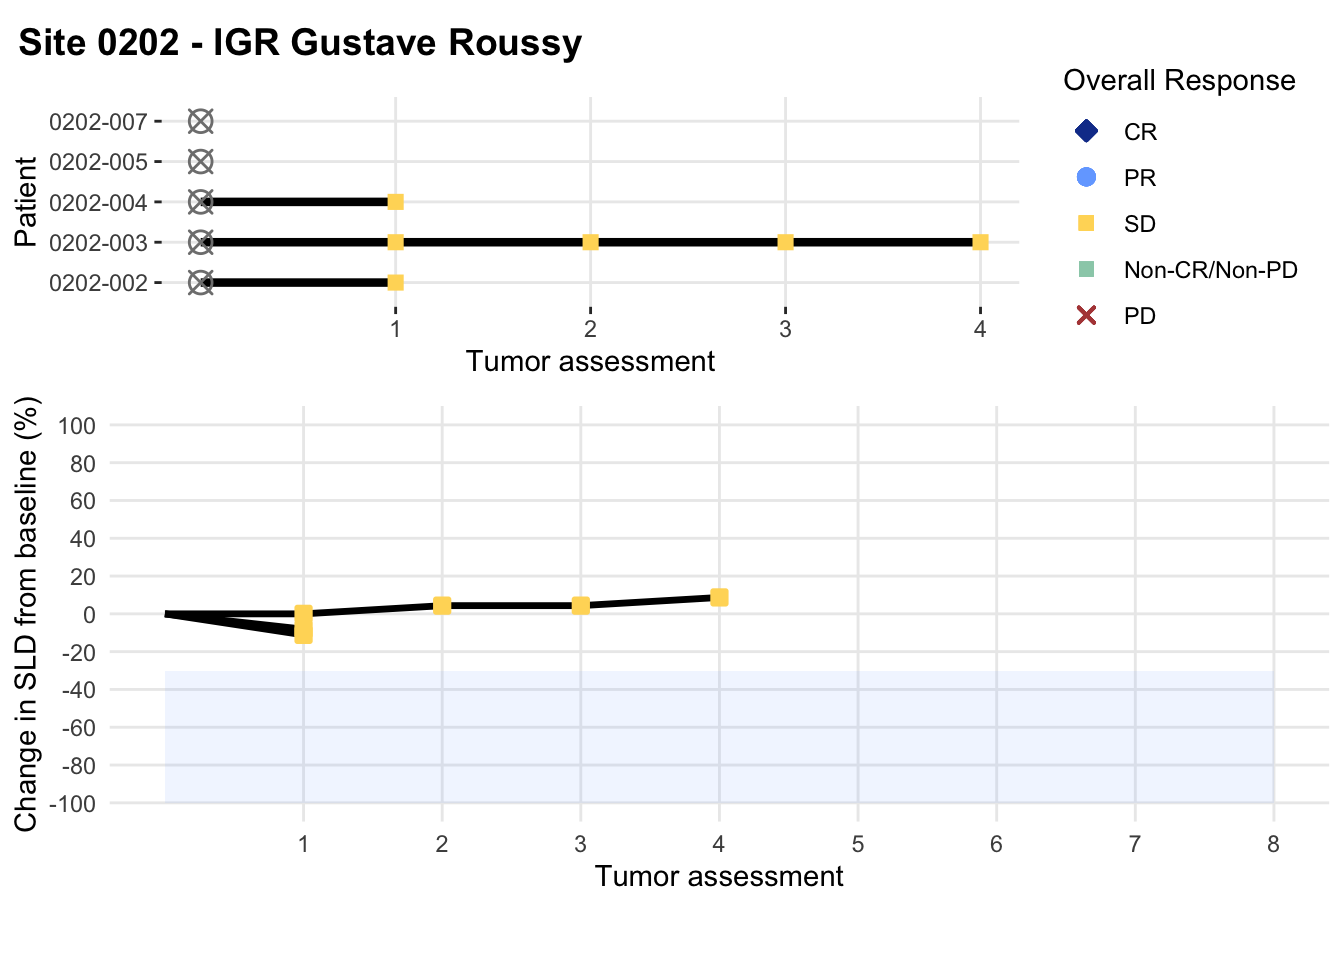 Site 0202 - IGR Gustave Roussy
Patient
0202-007
0202-005
0202-004
0202-003
0202-002
1 2 3 4
Tumor assessment
Overall Response
CR
PR
SD
Non-CR/Non-PD
PD
Change in SLD from baseline (%)
100
80
60
40
20
0
-20
-40
-60
-80
-100
1 2 3 4 5 6 7 8
Tumor assessment